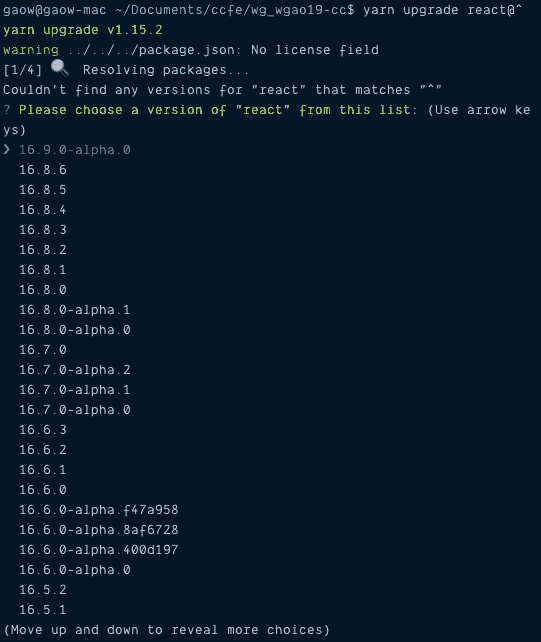 gaow@gaow-mac ~/Documents/ccfe/wg_wgao19-cc$ yarn upgrade react@^
yarn upgrade v1.15.2
warning ../../../package.json: No license field
[1/4] 🔍  Resolving packages...
Couldn't find any versions for "react" that matches "^"
? Please choose a version of "react" from this list: (Use arrow ke
ys)
❯ 16.9.0-alpha.0
  16.8.6
  16.8.5
  16.8.4
  16.8.3
  16.8.2
  16.8.1
  16.8.0
  16.8.0-alpha.1
  16.8.0-alpha.0
  16.7.0
  16.7.0-alpha.2
  16.7.0-alpha.1
  16.7.0-alpha.0
  16.6.3
  16.6.2
  16.6.1
  16.6.0
  16.6.0-alpha.f47a958
  16.6.0-alpha.8af6728
  16.6.0-alpha.400d197
  16.6.0-alpha.0
  16.5.2
  16.5.1
(Move up and down to reveal more choices)